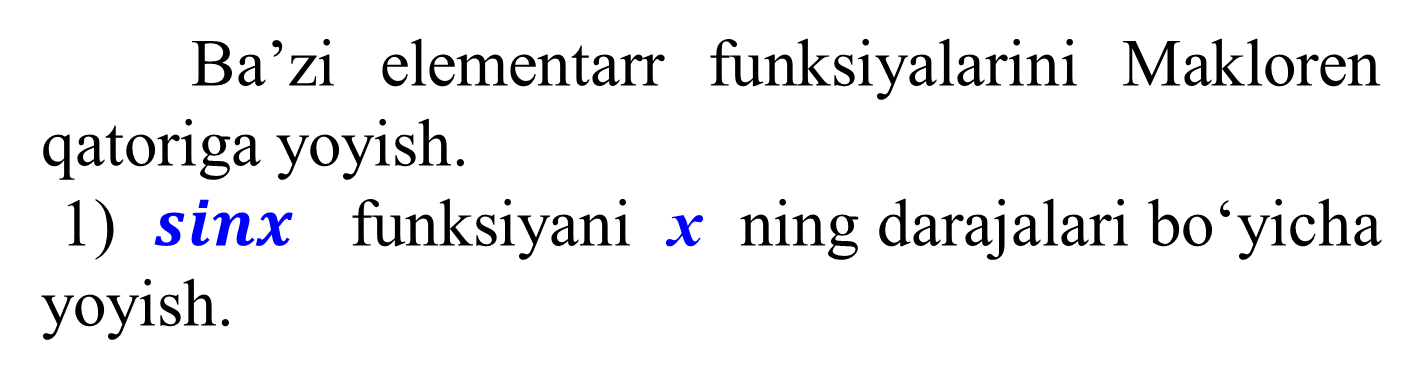 Ba’zi elementarr funksiyalarini Makloren
qatoriga yoyish.
1) sinx funksiyani x ning darajalari bo‘yicha
yoyish.